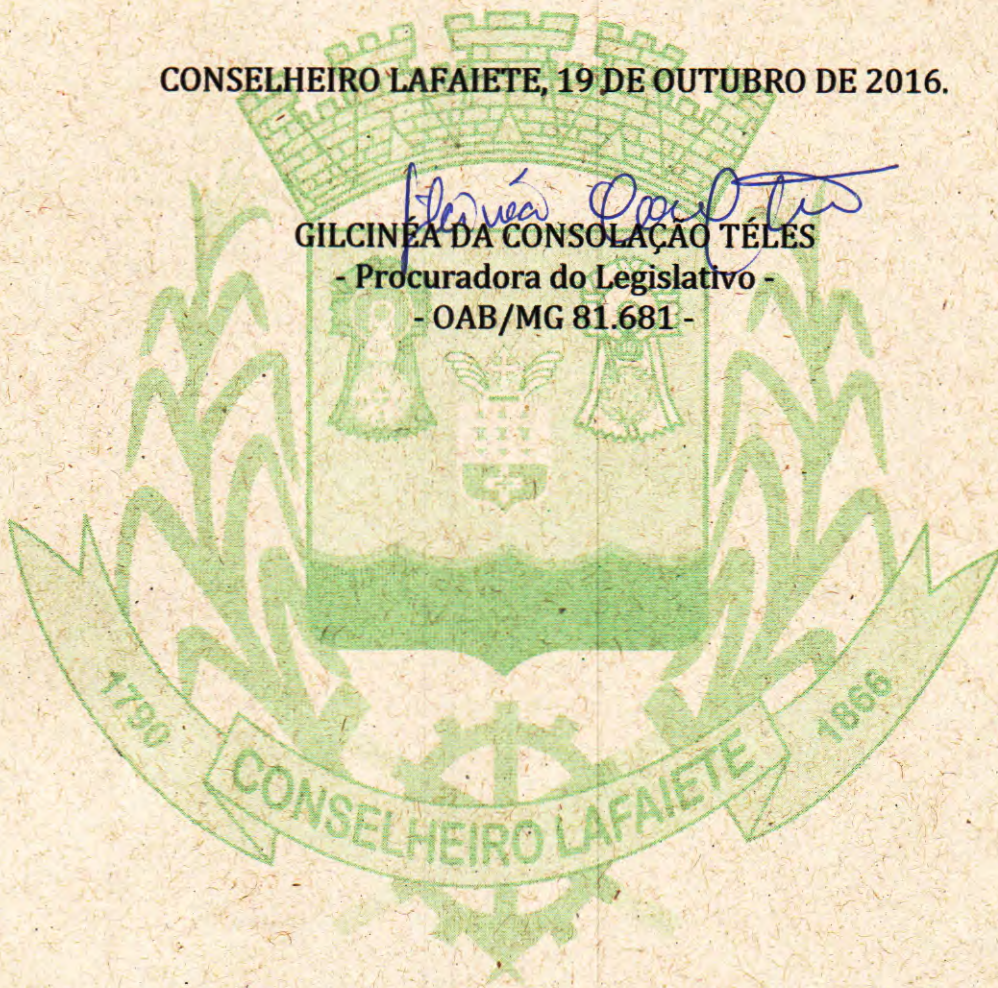 CONSELHEIRO LAFAIETE, 19 DE OUTUBRO DE 2016.
GILCINÉA DA CONSOLAÇÃO TÉLES
- Procuradora do Legislativo -
- OAB/MG 81.681 -
1790
CONSELHEIRO LAFAIETE
1866